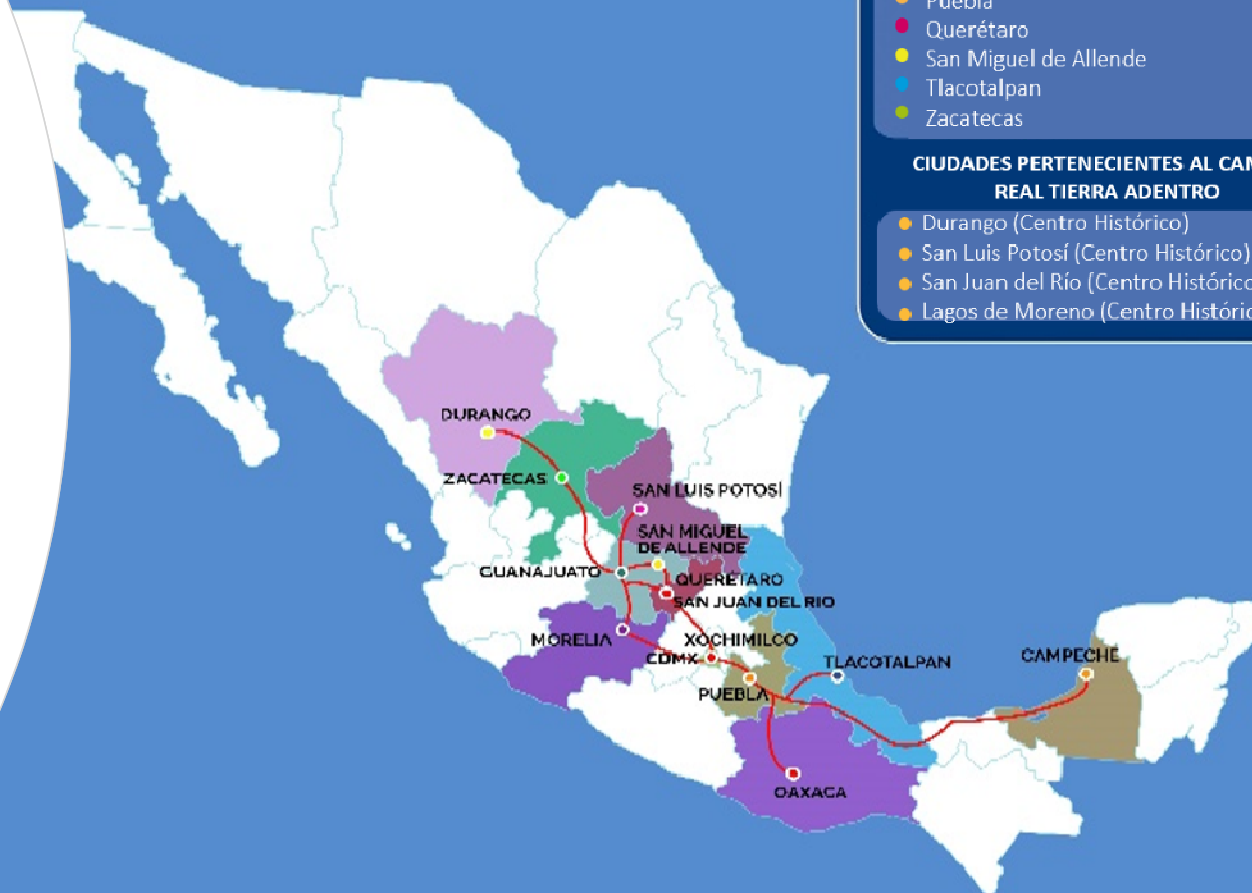 Puebla
Querétaro
San Miguel de Allende
Tlacotalpan
Zacatecas
CIUDADES PERTENECIENTES AL
REAL TIERRA ADENTRO
Durango (Centro Histórico)
San Luis Potosí (Centro Histórico)
San Juan del Río (Centro Histórico
Lagos de Moreno (Centro
DURANGO
ZACATECAS
SAN LUIS POTOSÍ
SAN MIGUEL
DE ALLENDE
GUANAJUATO
QUERÉTARO
SAN JUAN DEL RIO
MORELIA
XOCHIMILCO
CDMX
TLACOTALPAN
CAMPECHE
PUEBLA
OAXACA